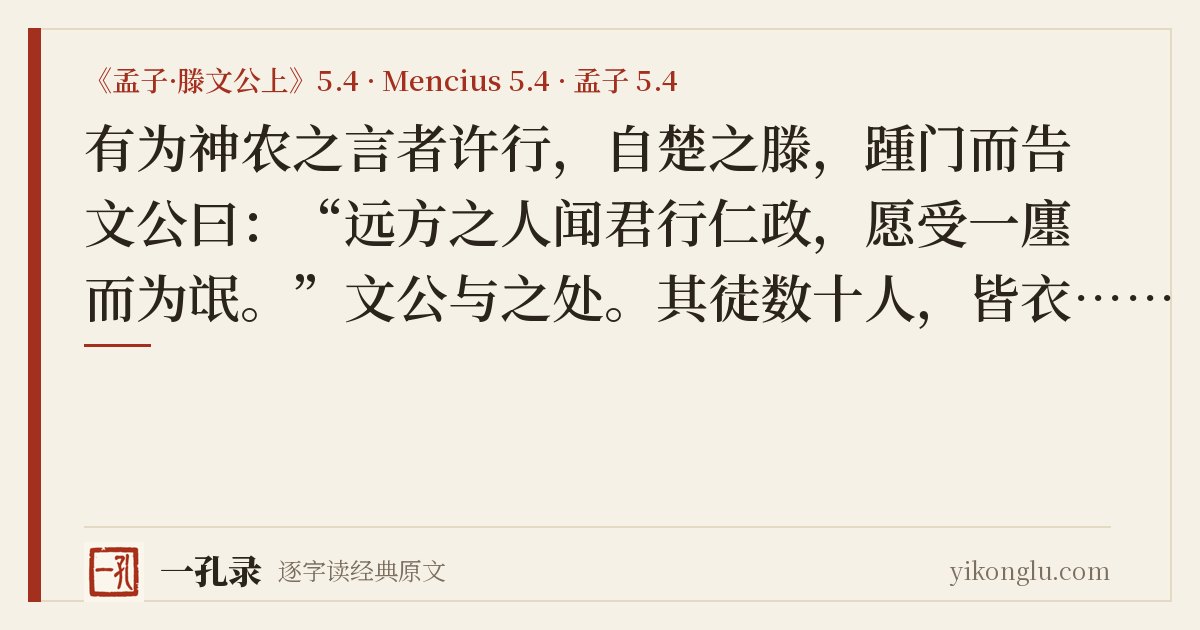 《孟子·滕文公上》5.4 · Mencius 5.4 · 孟子 5.4
有为神农之言者许行，自楚之滕，踵门而告
文公曰：“远方之人闻君行仁政，愿受一廛
而为氓。”文公与之处。其徒数十人，皆衣……
一孔
一孔录 逐字读经典原文
yikonglu.com